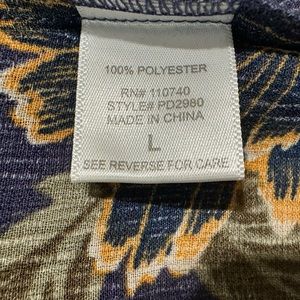 100% POLYESTER
RN# 110740
STYLE# PD2980
MADE IN CHINA
L
SEE REVERSE FOR CARE